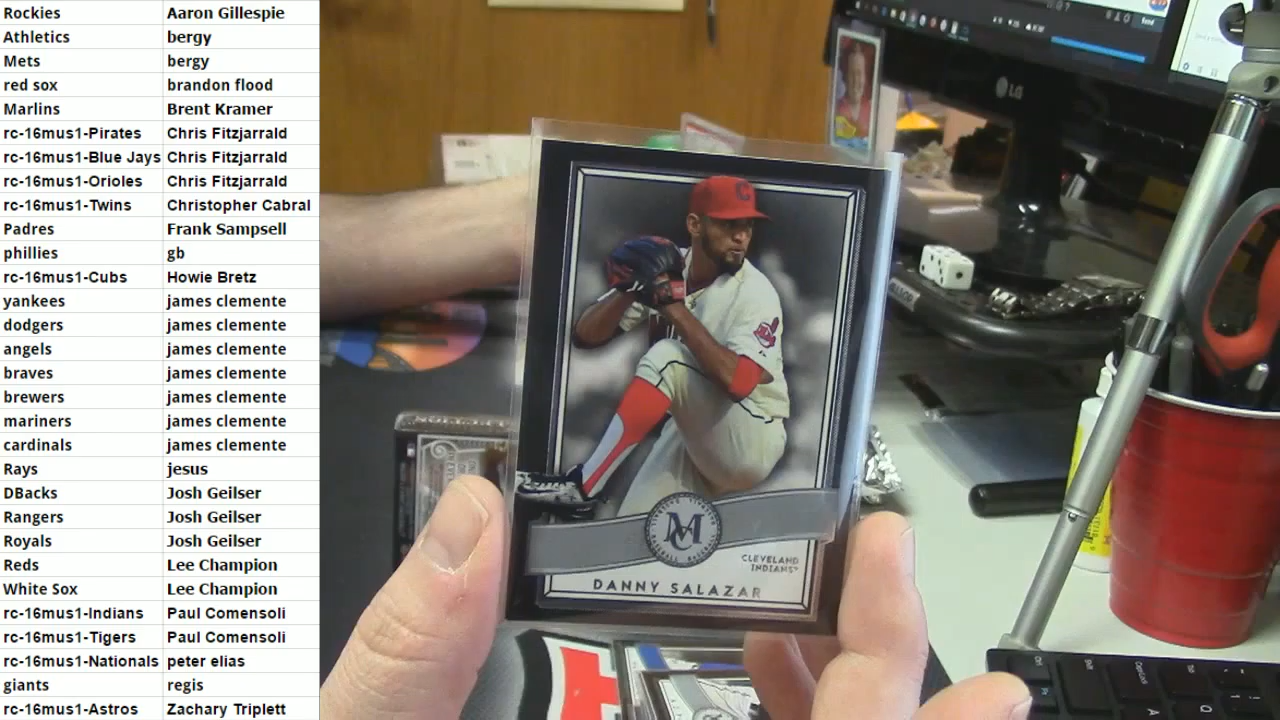 Rockies Aaron Gillespie
Athletics bergy
Mets bergy
red sox brandon flood
Marlins Brent Kramer
rc-16mus1-Pirates Chris Fitzjarrald
rc-16mus1-Blue Jays Chris Fitzjarrald
rc-16mus1-Orioles Chris Fitzjarrald
rc-16mus1-Twins Christopher Cabral
Padres Frank Sampsell
phillies gb
rc-16mus1-Cubs Howie Bretz
yankees james clemente
dodgers james clemente
angels james clemente
braves james clemente
brewers james clemente
mariners james clemente
cardinals james clemente
Rays jesus
DBacks Josh Geilser
Rangers Josh Geilser
Royals Josh Geilser
Reds Lee Champion
White Sox Lee Champion
rc-16mus1-Indians Paul Comensoli
rc-16mus1-Tigers Paul Comensoli
rc-16mus1-Nationals peter elias
giants regis
rc-16mus1-Astros Zachary Triplett
LG
C
MC
CLEVELAND
INDIANS
DANNY SALAZAR